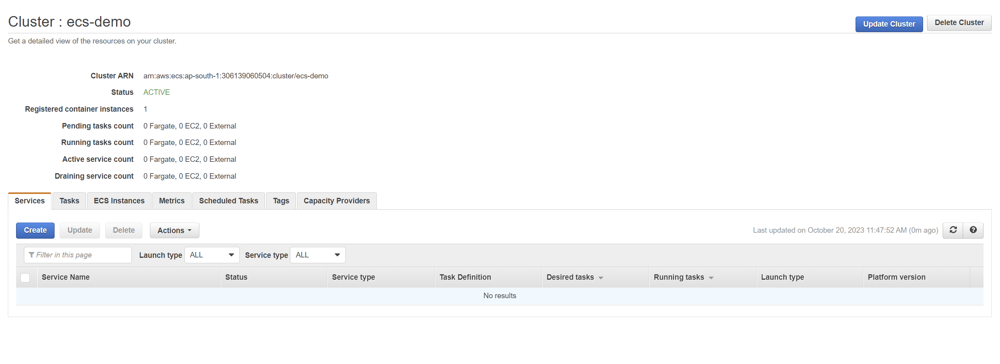 Cluster : ecs-demo
Update Cluster
Delete Cluster
Get a detailed view of the resources on your cluster.
Cluster ARN arn:aws:ecs:ap-south-1:306139060504:cluster/ecs-demo
Status ACTIVE
Registered container instances 1
Pending tasks count 0 Fargate, 0 EC2, 0 External
Running tasks count 0 Fargate, 0 EC2, 0 External
Active service count 0 Fargate, 0 EC2, 0 External
Draining service count 0 Fargate, 0 EC2, 0 External
Services Tasks ECS Instances Metrics Scheduled Tasks Tags Capacity Providers
Create Update Delete Actions Last updated on October 20, 2023 11:47:52 AM (0m ago)
Filter in this page Launch type ALL Service type ALL
Service Name Status Service type Task Definition Desired tasks Running tasks Launch type Platform version
No results